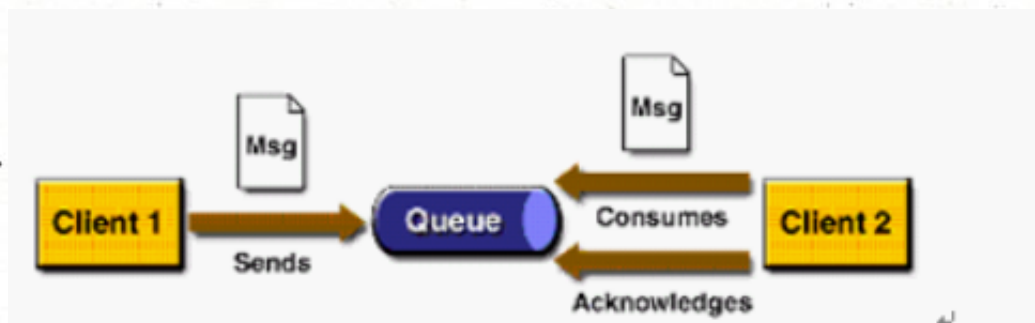 Msg
Msg
Client 1
Sends
Queue
Consumes
Acknowledges
Client 2